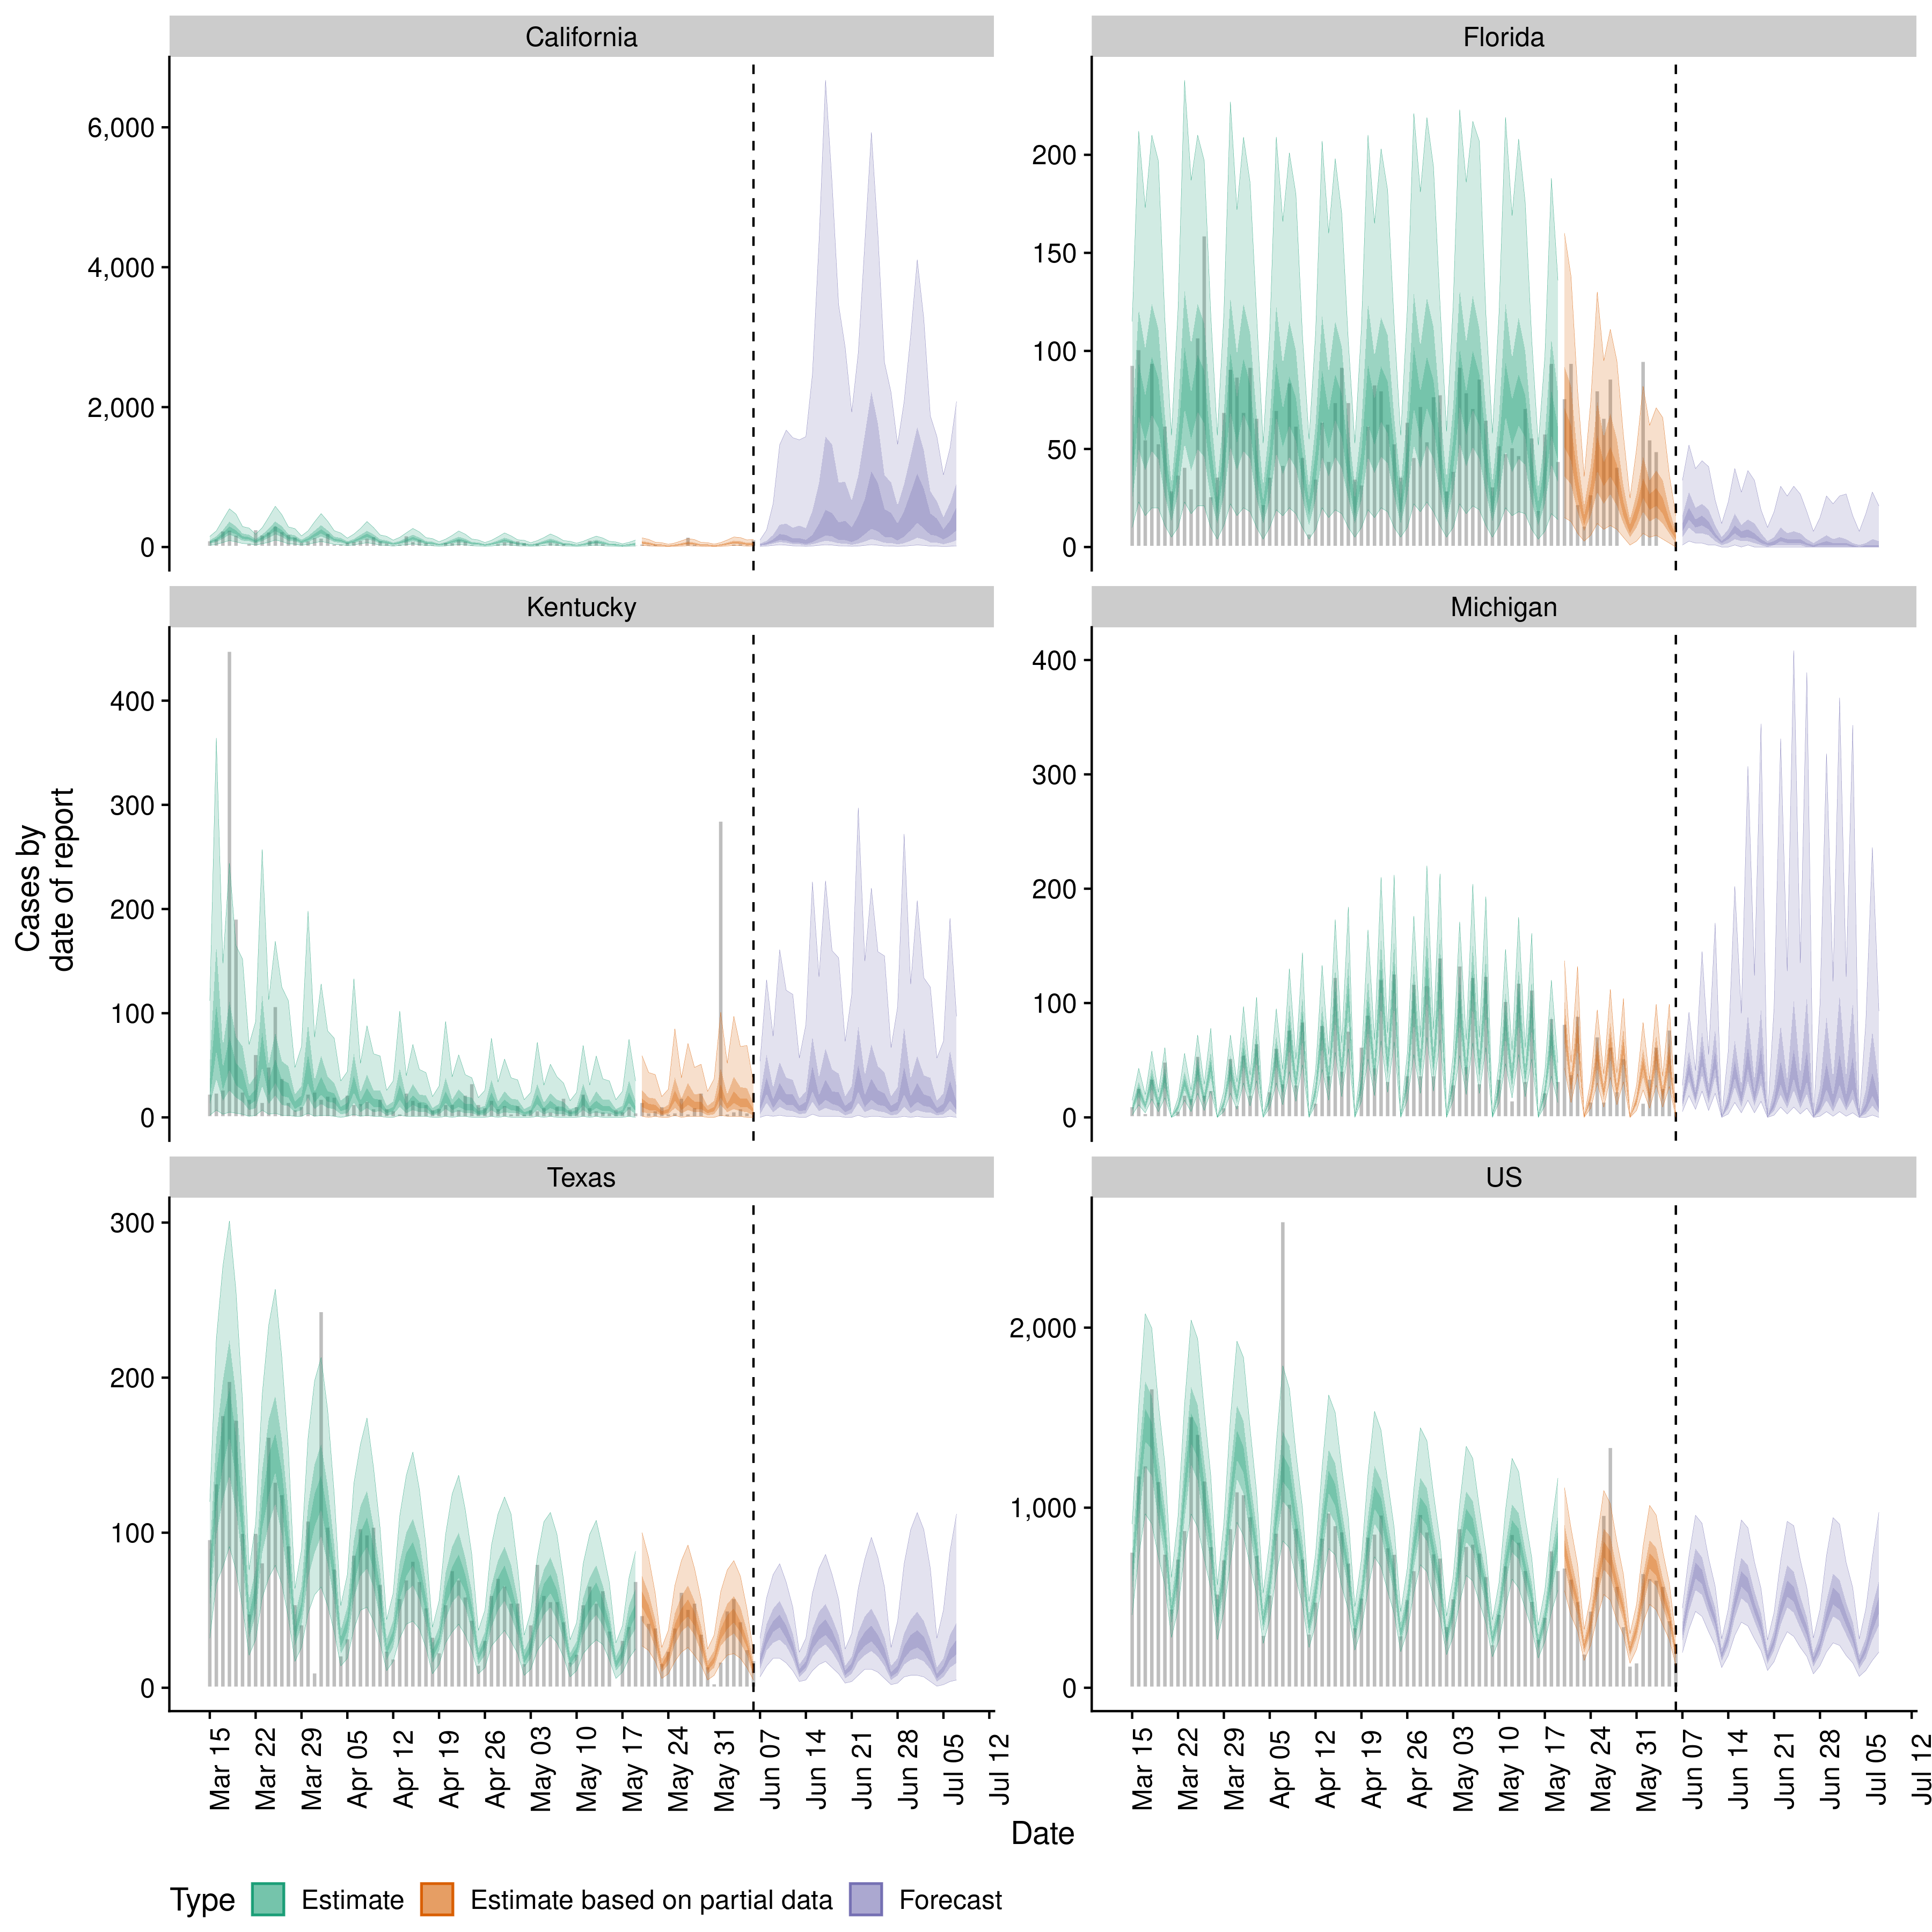 California
Florida
6,000
4,000
2,000
0
200
150
100
50
0
Kentucky
Michigan
400
300
200
100
0
400
300
200
100
0
Cases by
date of report
Texas
US
300
200
100
0
2,000
1,000
0
Mar 15
Mar 22
Mar 29
Apr 05
Apr 12
Apr 19
Apr 26
May 03
May 10
May 17
May 24
May 31
Jun 07
Jun 14
Jun 21
Jun 28
Jul 05
Jul 12
Mar 15
Mar 22
Mar 29
Apr 05
Apr 12
Apr 19
Apr 26
May 03
May 10
May 17
May 24
May 31
Jun 07
Jun 14
Jun 21
Jun 28
Jul 05
Jul 12
Date
Type Estimate Estimate based on partial data Forecast